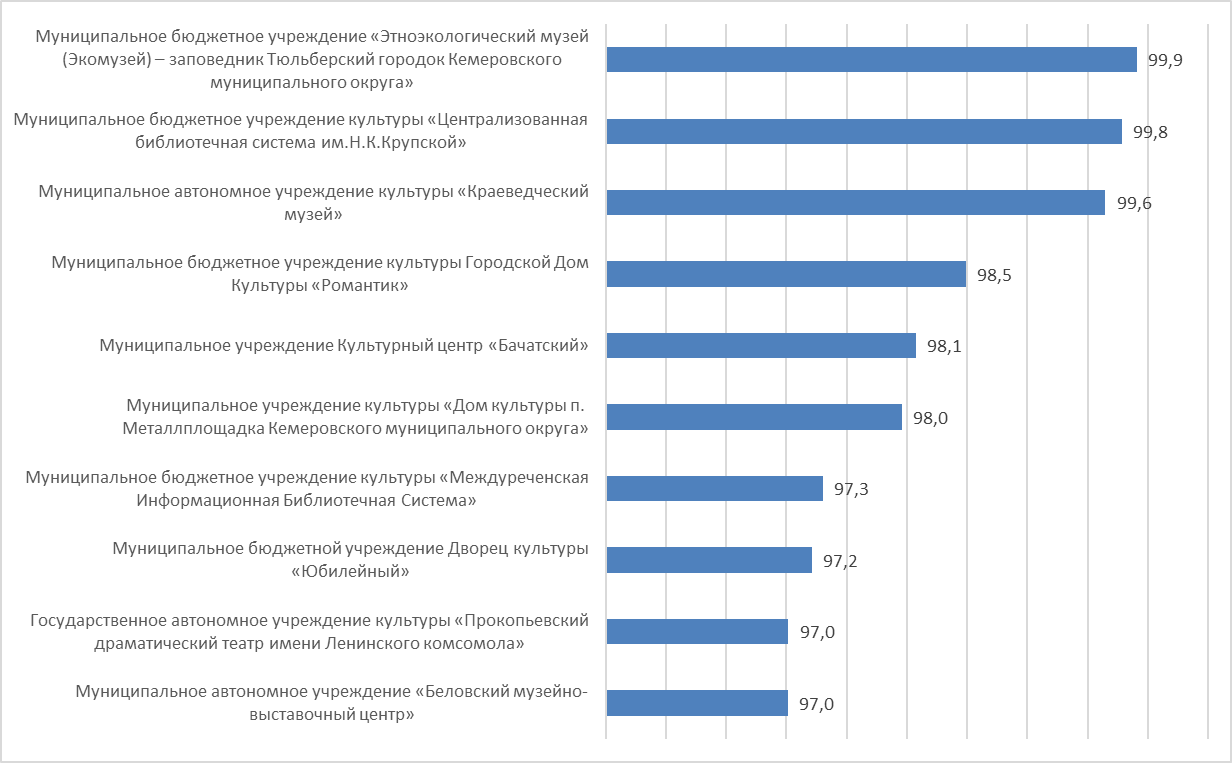 Муниципальное бюджетное учреждение «Этноэкологический музей
(Экомузей) – заповедник Тюльберский городок Кемеровского
муниципального округа»
99,9
Муниципальное бюджетное учреждение культуры «Централизованная
библиотечная система им.Н.К.Крупской»
99,8
Муниципальное автономное учреждение культуры «Краеведческий
музей»
99,6
Муниципальное бюджетное учреждение культуры Городской Дом
Культуры «Романтик»
98,5
Муниципальное учреждение Культурный центр «Бачатский»
98,1
Муниципальное учреждение культуры «Дом культуры п.
Металлплощадка Кемеровского муниципального округа»
98,0
Муниципальное бюджетное учреждение культуры «Междуреченская
Информационная Библиотечная Система»
97,3
Муниципальное бюджетной учреждение Дворец культуры
«Юбилейный»
97,2
Государственное автономное учреждение культуры «Прокопьевский
драматический театр имени Ленинского комсомола»
97,0
Муниципальное автономное учреждение «Беловский музейно-
выставочный центр»
97,0